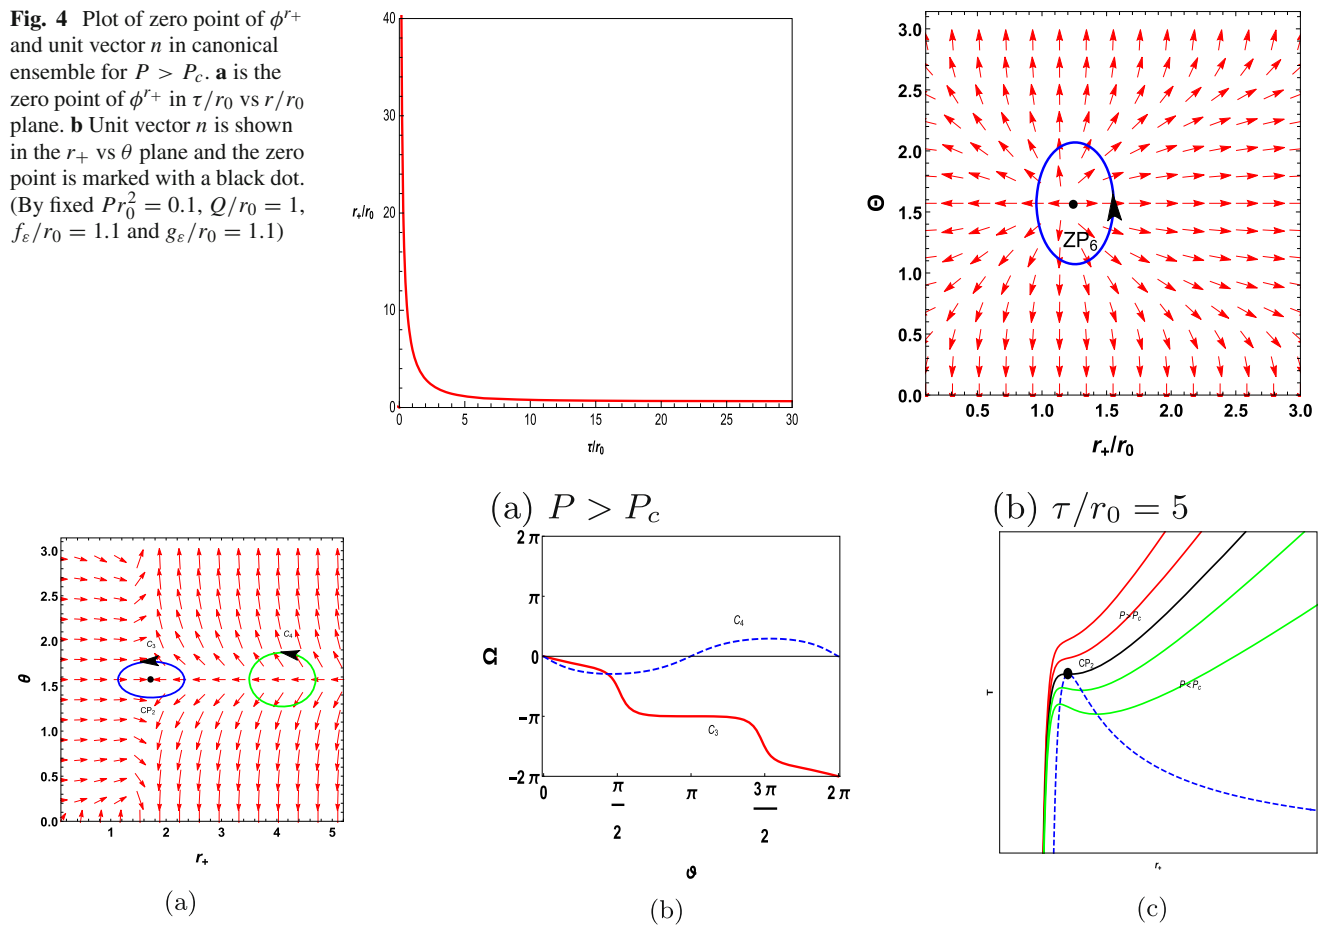 Fig. 4 Plot of zero point of ϕ^{r+}
and unit vector n in canonical
ensemble for P > P_c. a is the
zero point of ϕ^{r+} in τ/r_0 vs r/r_0
plane. b Unit vector n is shown
in the r_+ vs θ plane and the zero
point is marked with a black dot.
(By fixed Pr_0^2 = 0.1, Q/r_0 = 1,
f_ε/r_0 = 1.1 and g_ε/r_0 = 1.1)
40
30
r_+/r_0
20
10
0
0 5 10 15 20 25 30
τ/r_0
3.0
2.5
2.0
Θ
1.5
ZP_6
1.0
0.5
0.0
0.5 1.0 1.5 2.0 2.5 3.0
r_+/r_0
(a) P > P_c
(b) τ/r_0 = 5
3.0
2.5
2.0
C_3
C_4
θ
1.5
CP_2
1.0
0.5
0.0
1 2 3 4 5
r_+
(a)
2 π
π
C_4
Ω
0
-π
C_3
-2 π
0 π/2 π 3 π/2 2 π
ϑ
(b)
P>P_c
CP_2
P<P_c
T
r_+
(c)